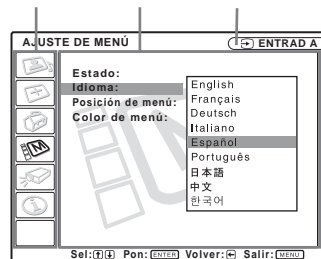 AJUSTE DE MENÚ ENTRAD A
Estado:
Idioma:
Posición de menú:
Color de menú:
English
Français
Deutsch
Italiano
Español
Português
日本語
中文
한국어
Sel: Pon: ENTER Volver: Salir: MENU